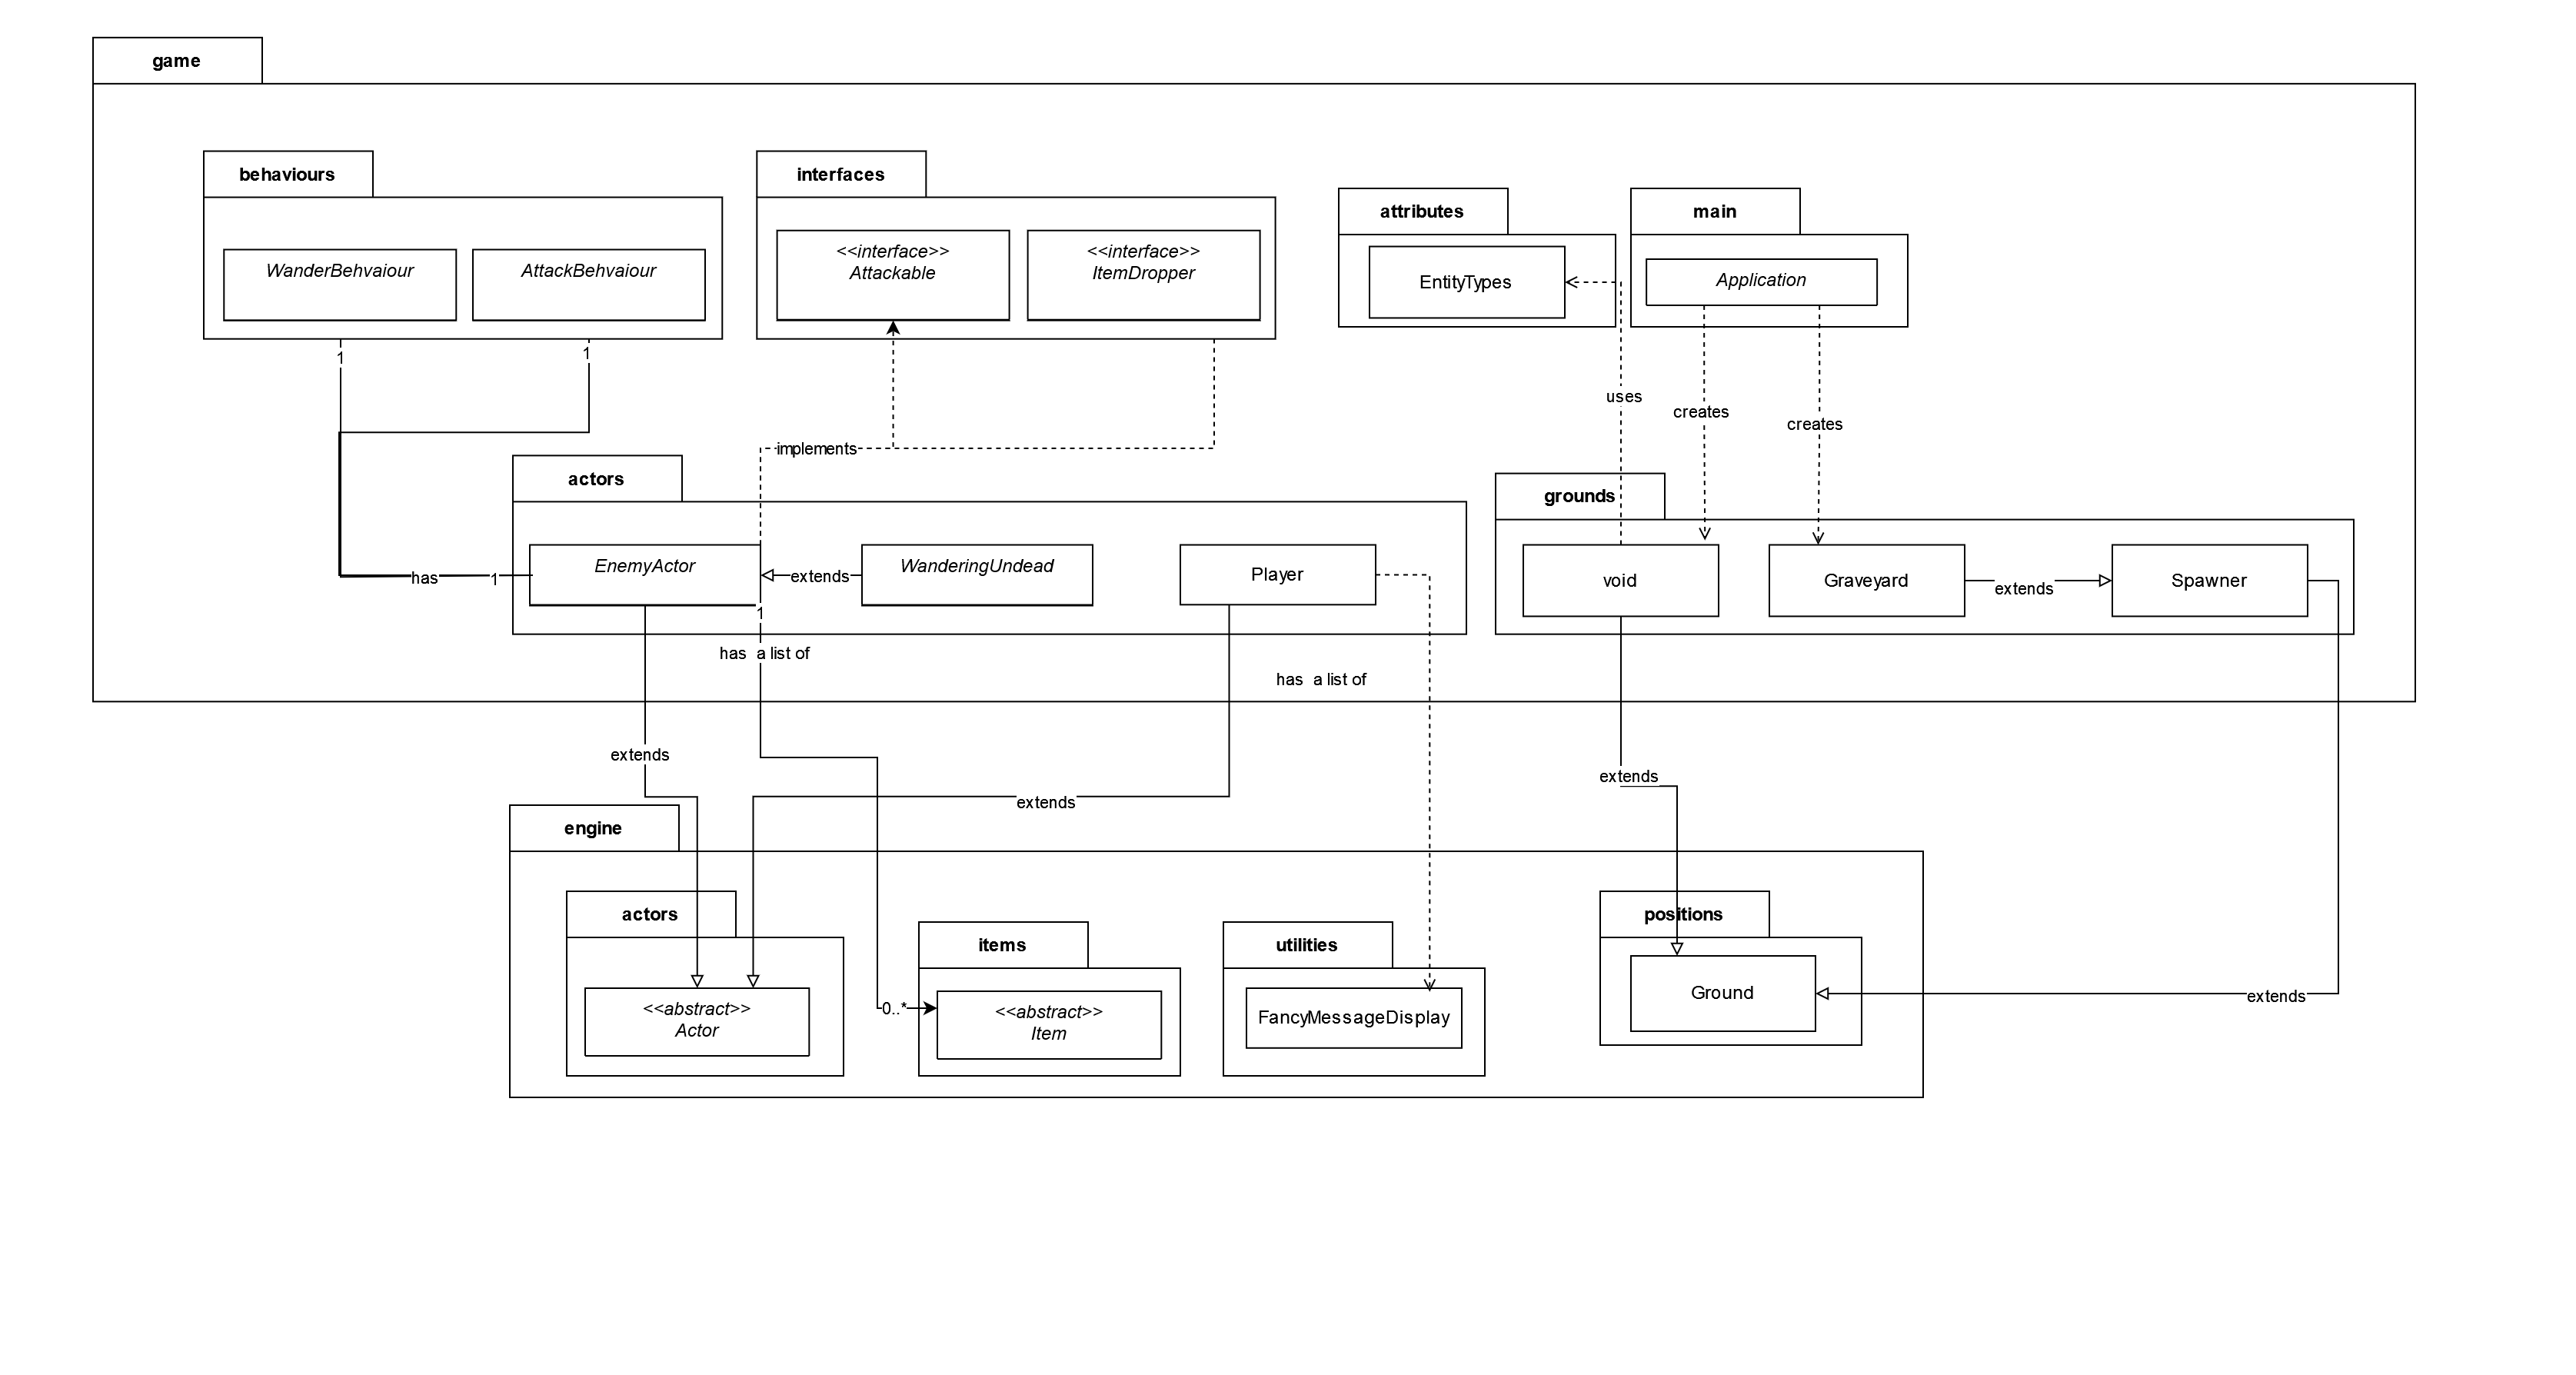 game
behaviours
interfaces
attributes
main
WanderBehvaiour
AttackBehvaiour
<<interface>>
Attackable
<<interface>>
ItemDropper
EntityTypes
Application
1
1
uses
creates
creates
implements
actors
grounds
EnemyActor
extends
WanderingUndead
Player
void
Graveyard
extends
Spawner
has
1
1
has a list of
has a list of
extends
extends
extends
engine
actors
items
utilities
positions
<<abstract>>
Actor
0..*
<<abstract>>
Item
FancyMessageDisplay
Ground
extends